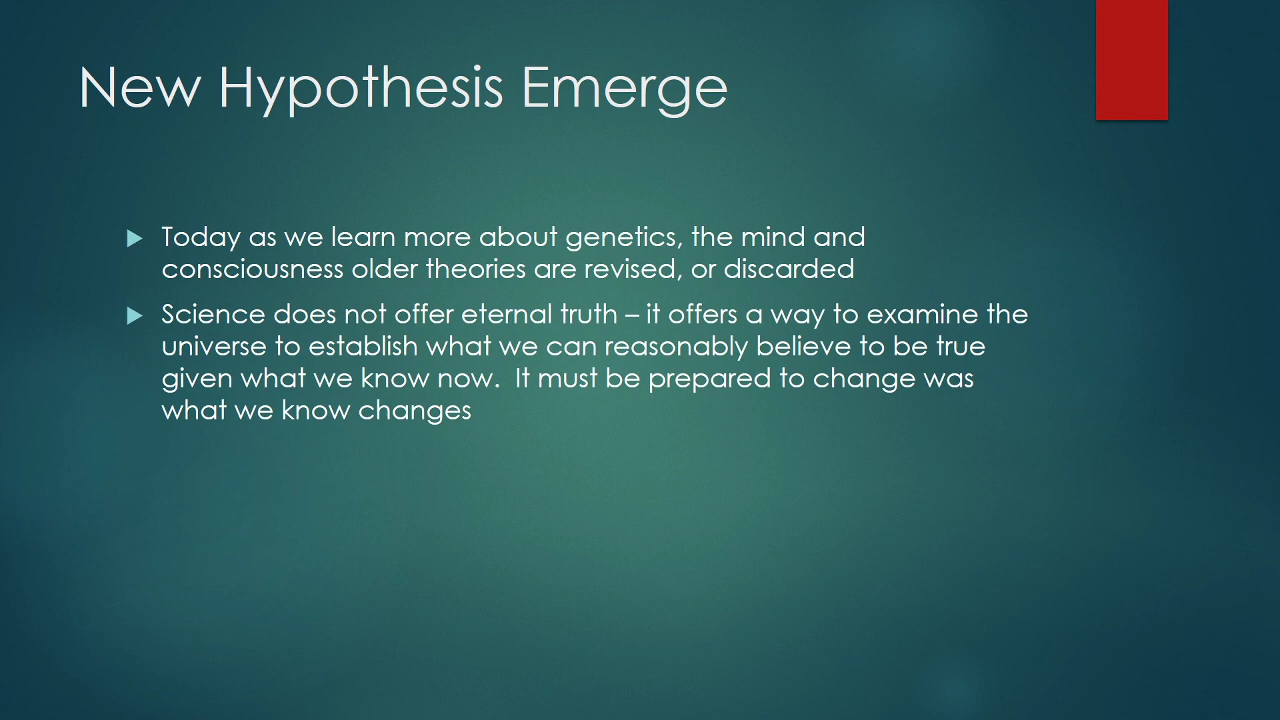 New Hypothesis Emerge
Today as we learn more about genetics, the mind and
consciousness older theories are revised, or discarded
Science does not offer eternal truth – it offers a way to examine the
universe to establish what we can reasonably believe to be true
given what we know now.  It must be prepared to change was
what we know changes